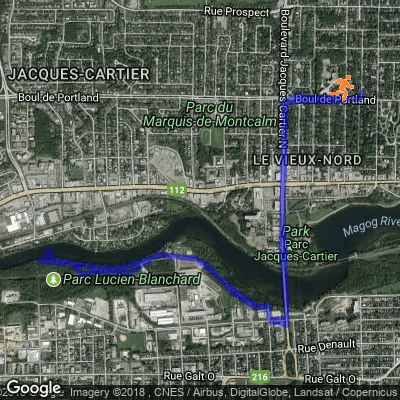 Rue Prospect
Boulevard Jacques-Cartier N
JACQUES-CARTIER
Boul de Portland
Boul de Portland
Parc du
Marquis-de-Montcalm
LE VIEUX-NORD
112
Magog River
Park
Parc
Jacques-Cartier
Parc Lucien-Blanchard
Rue Denault
Rue Galt O
216
Rue Galt O
Google
Imagery ©2018 , CNES / Airbus, DigitalGlobe, Landsat / Copernicus